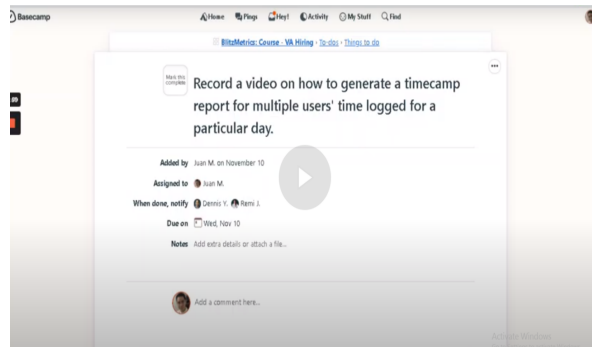 Basecamp
Home Pings Hey! Activity My Stuff Find
BlitzMetrics: Course - VA Hiring › To-dos › Things to do
Mark this complete
Record a video on how to generate a timecamp
report for multiple users' time logged for a
particular day.
Added by Juan M. on November 10
Assigned to Juan M.
When done, notify Dennis Y. Remi J.
Due on Wed, Nov 10
Notes Add extra details or attach a file...
Add a comment here...
Activate Windows